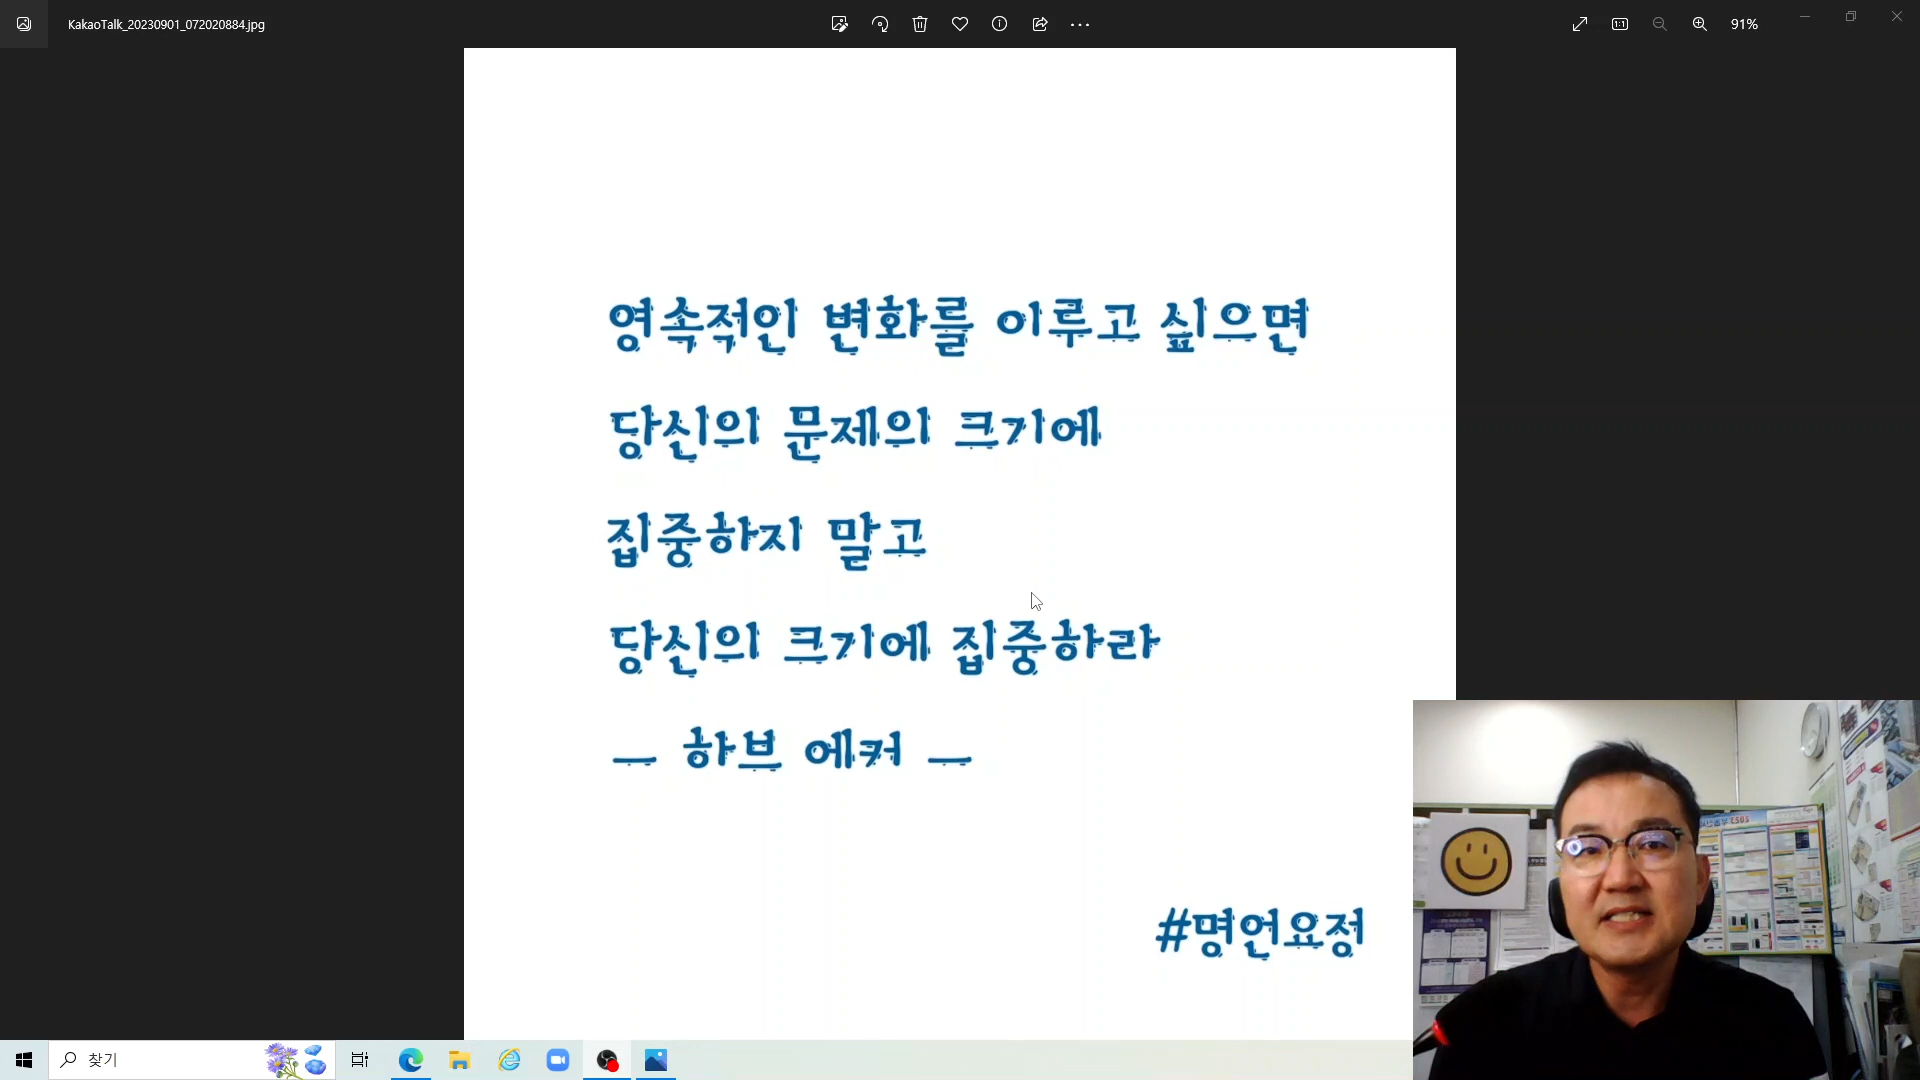 KakaoTalk_20230901_072020884.jpg
91%
영속적인 변화를 이루고 싶으면
당신의 문제의 크기에
집중하지 말고
당신의 크기에 집중하라
— 하브 에커 —
#명언요정
찾기